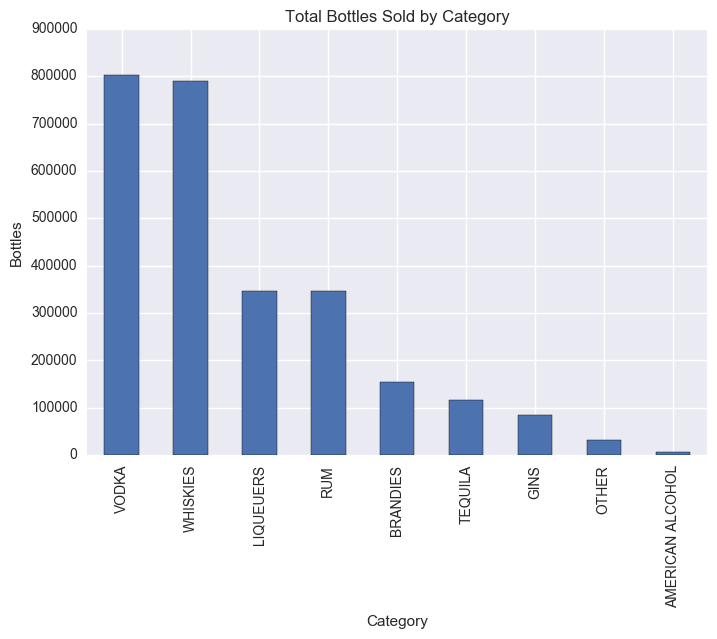 Total Bottles Sold by Category
900000
800000
700000
600000
500000
400000
300000
200000
100000
0
Bottles
VODKA
WHISKIES
LIQUEUERS
RUM
BRANDIES
TEQUILA
GINS
OTHER
AMERICAN ALCOHOL
Category